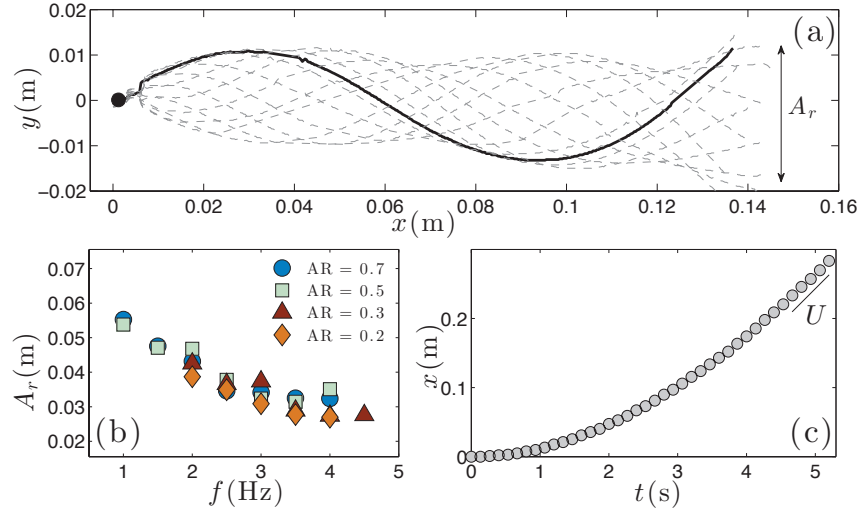 0.02
0.01
0
−0.01
−0.02
y(m)
(a)
A_r
0
0.02
0.04
0.06
0.08
0.1
0.12
0.14
0.16
x(m)
0.07
0.06
0.05
0.04
0.03
0.02
A_r(m)
AR = 0.7
AR = 0.5
AR = 0.3
AR = 0.2
(b)
1
2
3
4
5
f(Hz)
0.2
0.1
0
x(m)
U
(c)
0
1
2
3
4
5
t(s)